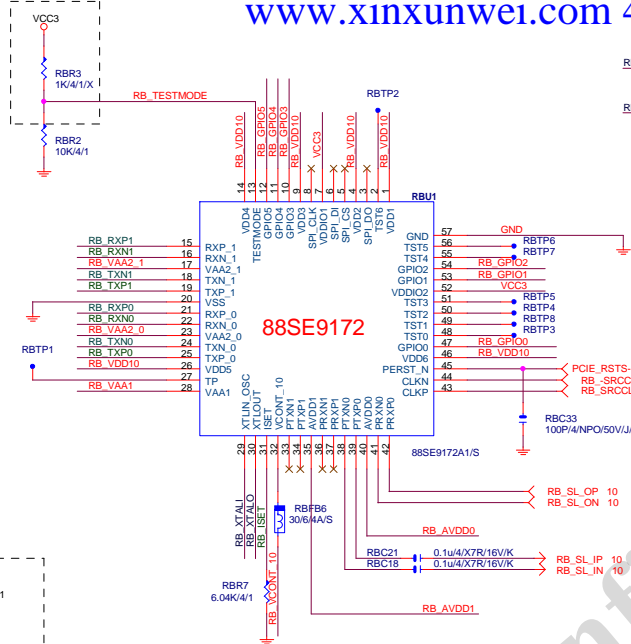 www.xinxunwei.com 4
VCC3
RBR3
1K/4/1/X
RB_TESTMODE
RBR2
10K/4/1
RBTP2
RB_VDD10
RB_GPIO5
RB_GPIO4
RB_GPIO3
RB_VDD10
VCC3
RB_VDD10
RB_VDD10
14 13 12 11 10 9 8 7 6 5 4 3 2 1
RBU1
VDD4
TESTMODE
GPIO5
GPIO4
GPIO3
VDD3
SPI_CLK
VDDIO1
SPI_DI
SPI_CS
VDD2
SPI_DO
TST6
VDD1
RB_RXP1 15 RXP_1
RB_RXN1 16 RXN_1
RB_VAA2_1 17 VAA2_1
RB_TXN1 18 TXN_1
RB_TXP1 19 TXP_1
20 VSS
RB_RXP0 21 RXP_0
RB_RXN0 22 RXN_0
RB_VAA2_0 23 VAA2_0
RB_TXN0 24 TXN_0
RBTP1
RB_TXP0 25 TXP_0
RB_VDD10 26 VDD5
27 TP
RB_VAA1 28 VAA1
88SE9172
GND 57 GND
TST5 56 RBTP6
TST4 55 RBTP7
GPIO2 54 RB_GPIO2
GPIO1 53 RB_GPIO1
VDDIO2 52 VCC3
TST3 51 RBTP5
TST2 50 RBTP4
TST1 49 RBTP8
TST0 48 RBTP3
GPIO0 47 RB_GPIO0
VDD6 46 RB_VDD10
PERST_N 45 PCIE_RSTS-
CLKN 44 RB_-SRCC
CLKP 43 RB_SRCCL
RBC33
100P/4/NPO/50V/J/
XTLIN_OSC
XTLOUT
ISET
VCONT_10
PTXN1
PTXP1
AVDD1
PRXN1
PRXP1
PTXN0
PTXP0
AVDD0
PRXN0
PRXP0
88SE9172A1/S
29 30 31 32 33 34 35 36 37 38 39 40 41 42
RB_XTALI
RB_XTALO
RB_ISET
RBFB6
30/6/4A/S
RB_SL_OP 10
RB_SL_ON 10
RB_AVDD0
RBC21 0.1u/4/X7R/16V/K RB_SL_IP 10
RBC18 0.1u/4/X7R/16V/K RB_SL_IN 10
RBR7
6.04K/4/1
RB_VCONT_10
RB_AVDD1